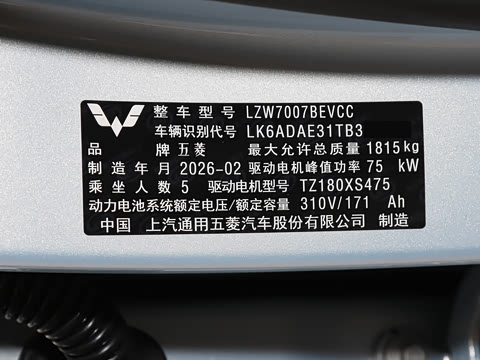 整车型号 LZW7007BEVCC
车辆识别代号 LK6ADAE31TB3
品 牌 五菱 最大允许总质量 1815kg
制造年月 2026-02 驱动电机峰值功率 75 kW
乘坐人数 5 驱动电机型号 TZ180XS475
动力电池系统额定电压/额定容量 310V/171 Ah
中国 上汽通用五菱汽车股份有限公司 制造